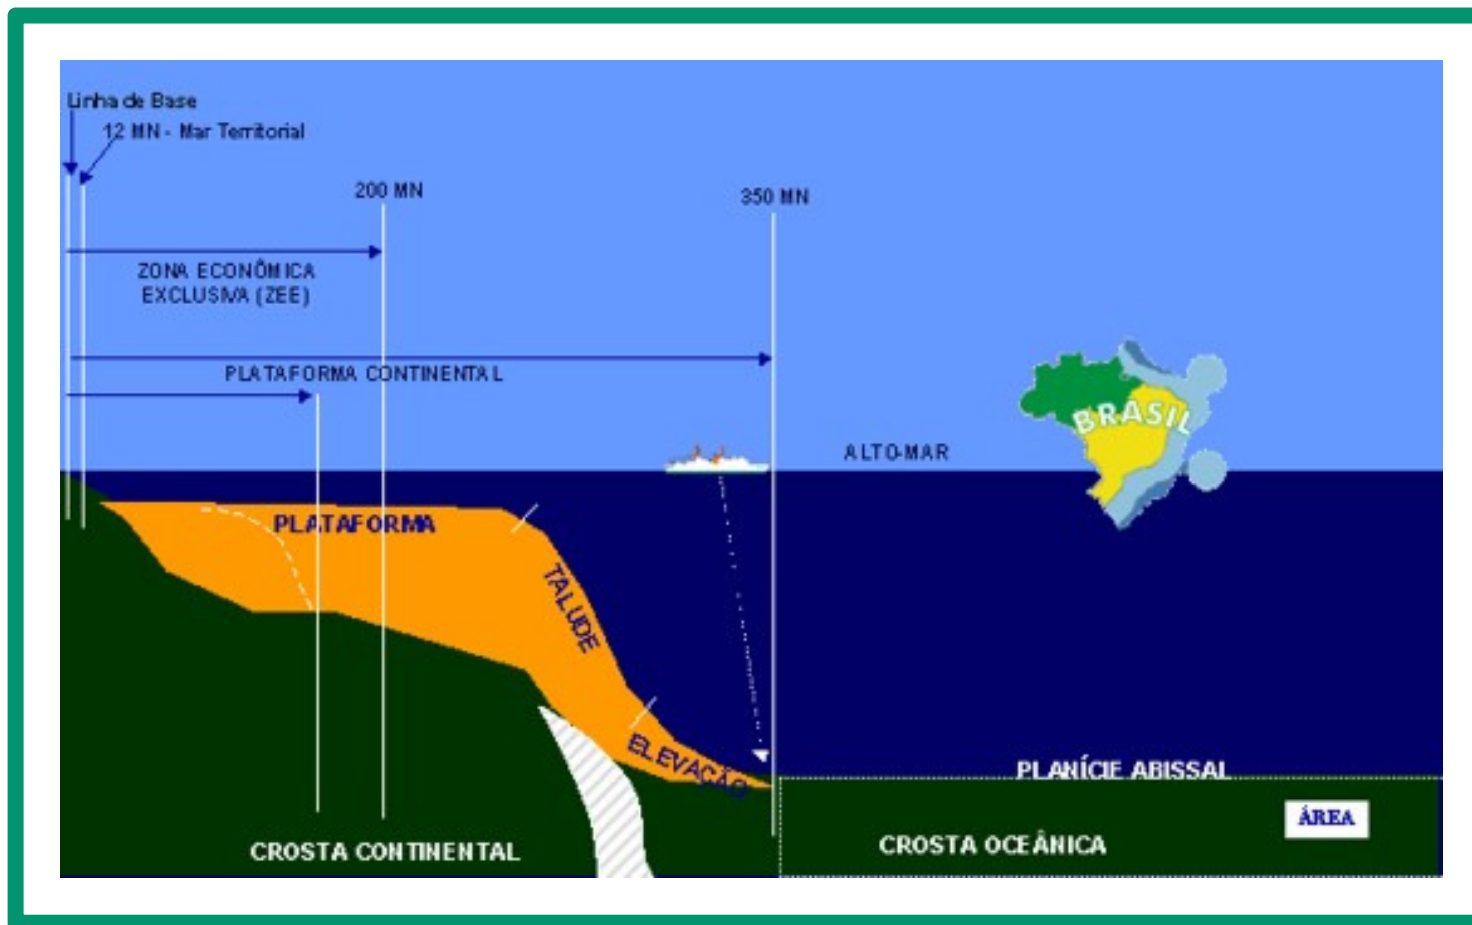 Linha de Base
12 MN - Mar Territorial
200 MN
350 MN
ZONA ECONÔMICA
EXCLUSIVA (ZEE)
PLATAFORMA CONTINENTAL
BRASIL
ALTO-MAR
PLATAFORMA
TALUDE
ELEVAÇÃO
PLANÍCIE ABISSAL
ÁREA
CROSTA CONTINENTAL
CROSTA OCEÂNICA